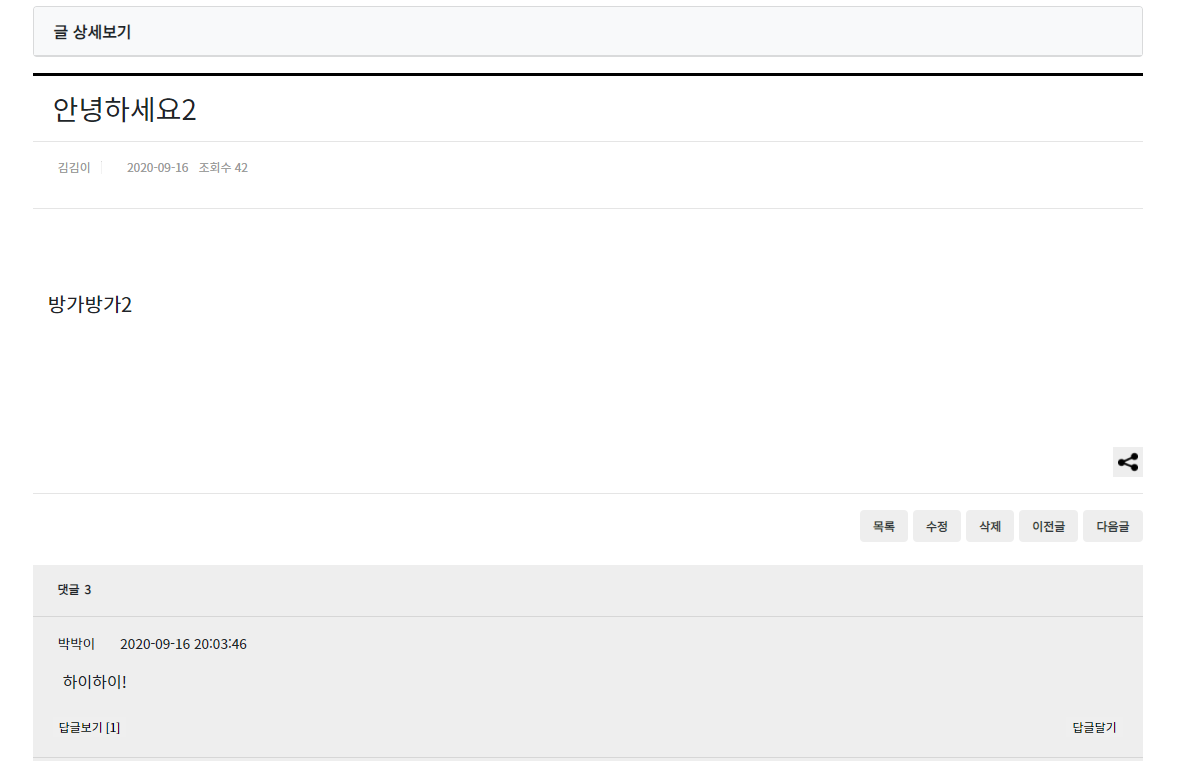 글 상세보기
안녕하세요2
김김이 2020-09-16 조회수 42
방가방가2
목록 수정 삭제 이전글 다음글
댓글 3
박박이 2020-09-16 20:03:46
하이하이!
답글보기 [1] 답글달기